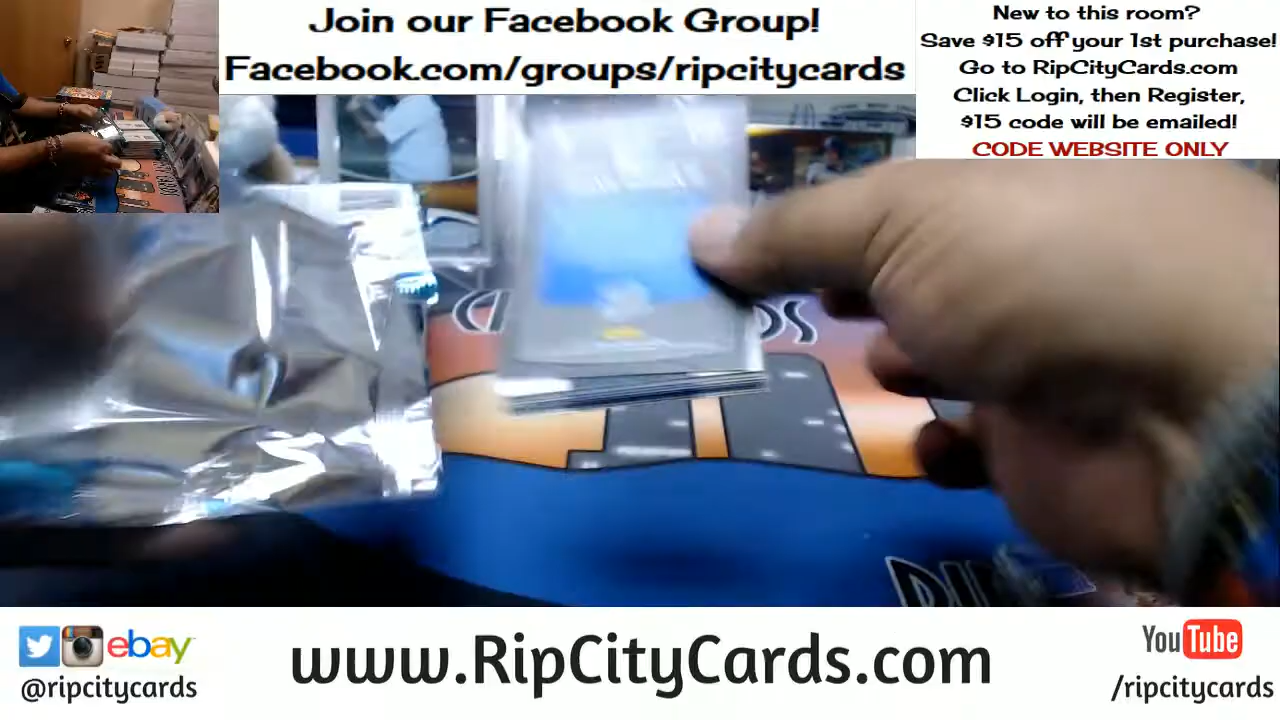 Join our Facebook Group!
Facebook.com/groups/ripcitycards
New to this room?
Save $15 off your 1st purchase!
Go to RipCityCards.com
Click Login, then Register,
$15 code will be emailed!
CODE WEBSITE ONLY
ebay
@ripcitycards
www.RipCityCards.com
YouTube
/ripcitycards